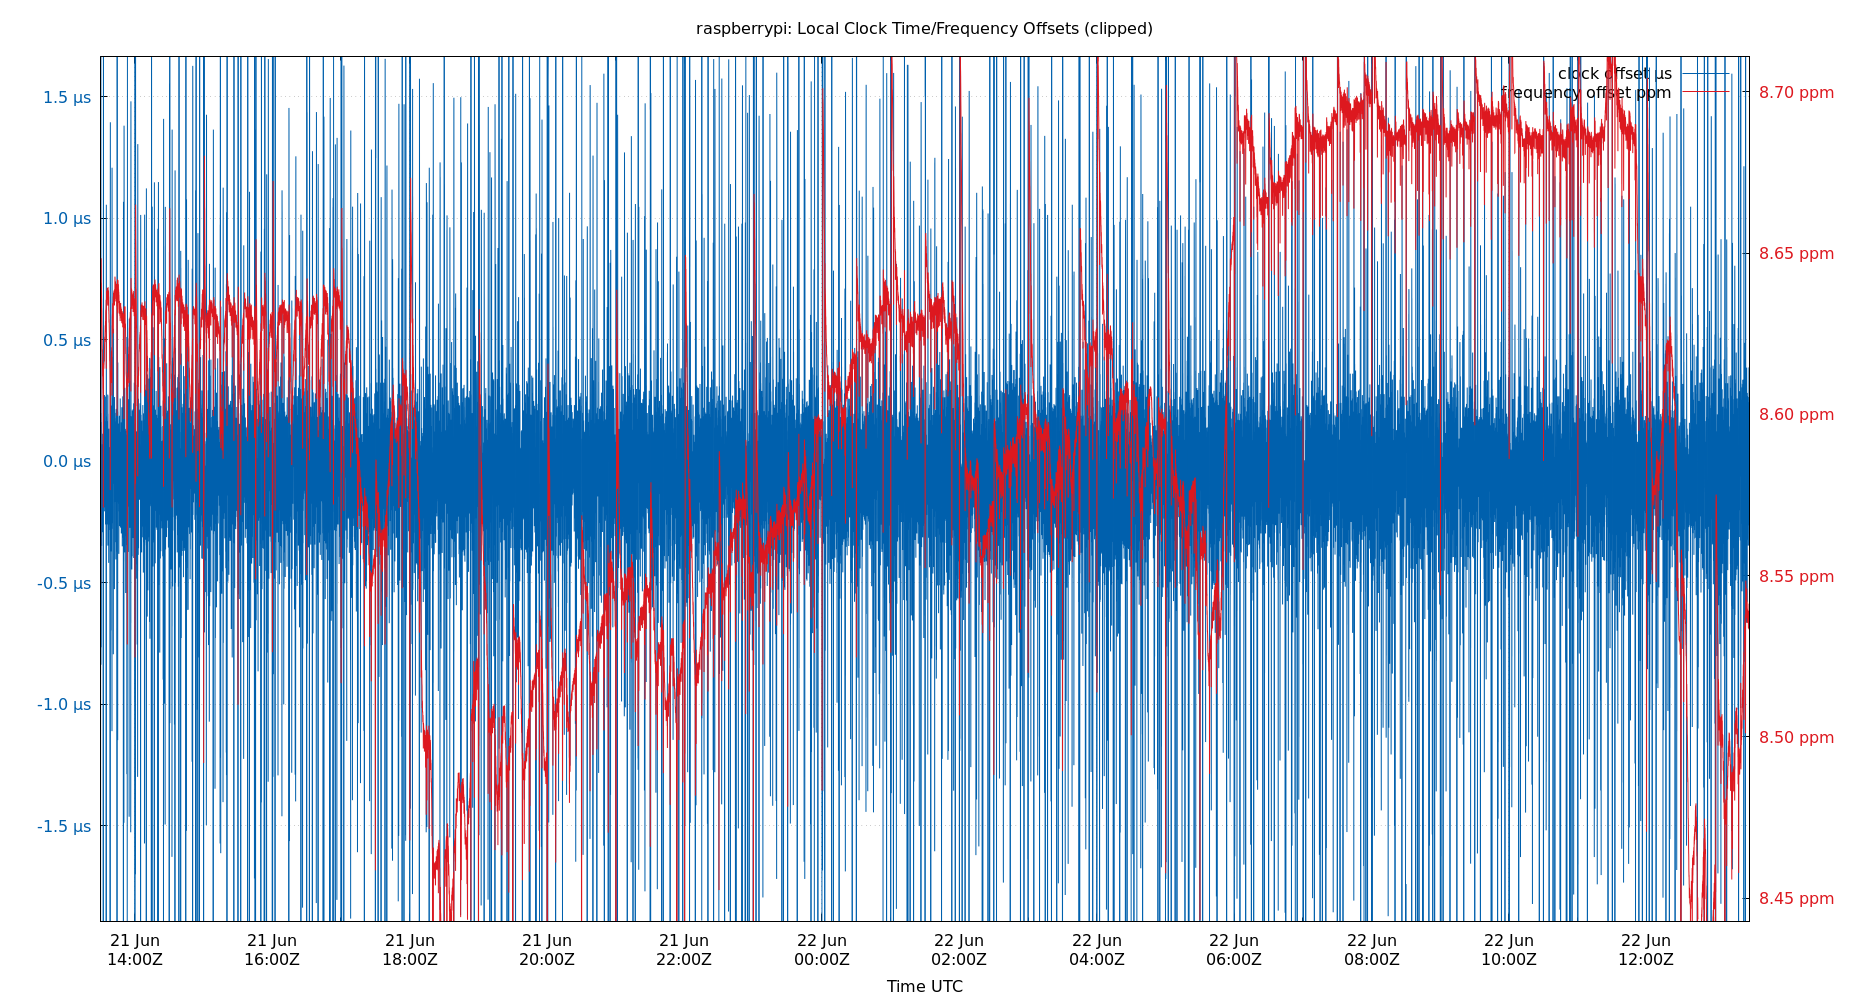 raspberrypi: Local Clock Time/Frequency Offsets (clipped)
clock offset µs
frequency offset ppm
1.5 µs
1.0 µs
0.5 µs
0.0 µs
-0.5 µs
-1.0 µs
-1.5 µs
8.70 ppm
8.65 ppm
8.60 ppm
8.55 ppm
8.50 ppm
8.45 ppm
21 Jun 21 Jun 21 Jun 21 Jun 21 Jun 22 Jun 22 Jun 22 Jun 22 Jun 22 Jun 22 Jun 22 Jun
14:00Z 16:00Z 18:00Z 20:00Z 22:00Z 00:00Z 02:00Z 04:00Z 06:00Z 08:00Z 10:00Z 12:00Z
Time UTC